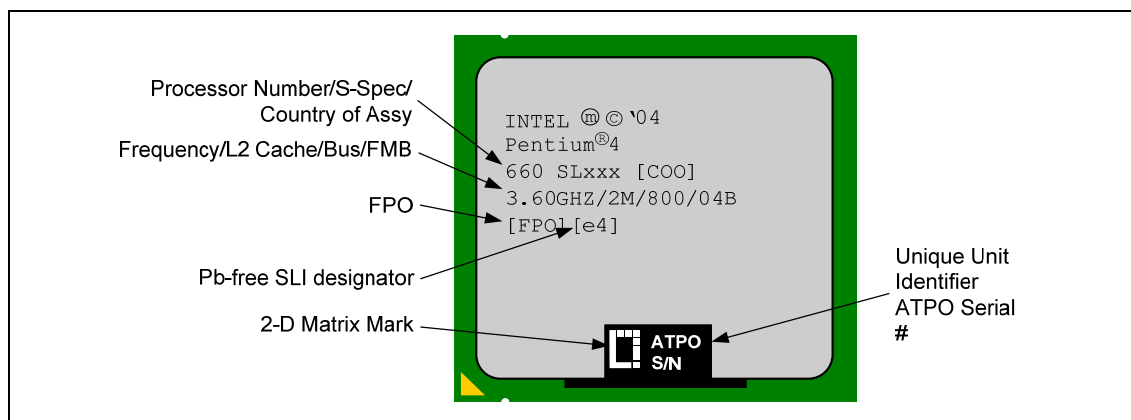 Processor Number/S-Spec/
Country of Assy
Frequency/L2 Cache/Bus/FMB
FPO
Pb-free SLI designator
2-D Matrix Mark
INTEL ⓜ © '04
Pentium®4
660 SLxxx [COO]
3.60GHZ/2M/800/04B
[FPO][e4]
ATPO
S/N
Unique Unit
Identifier
ATPO Serial
#